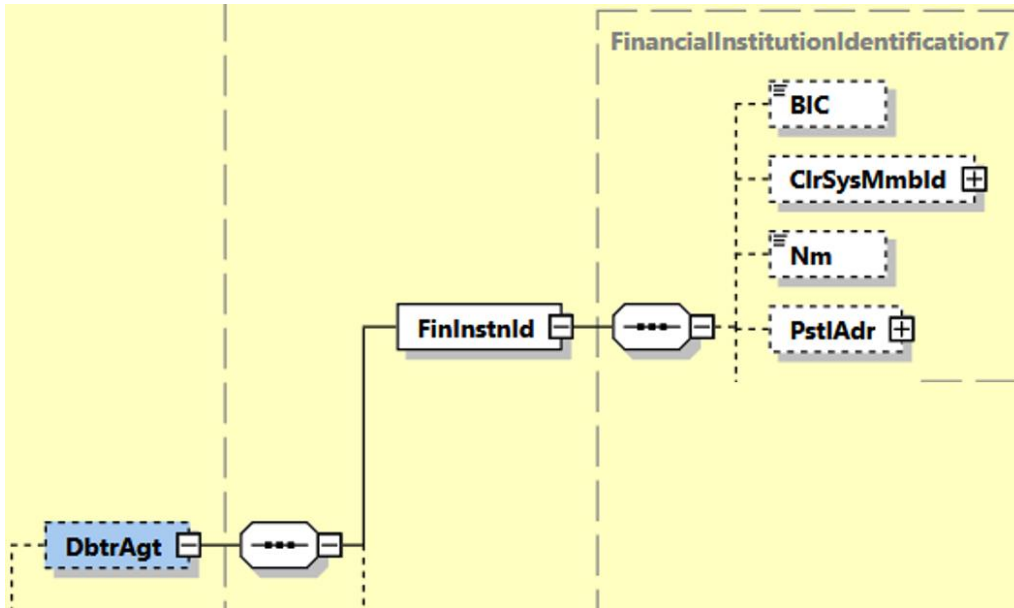 FinancialInstitutionIdentification7
BIC
ClrSysMmbId
Nm
FinInstnId
PstlAdr
DbtrAgt